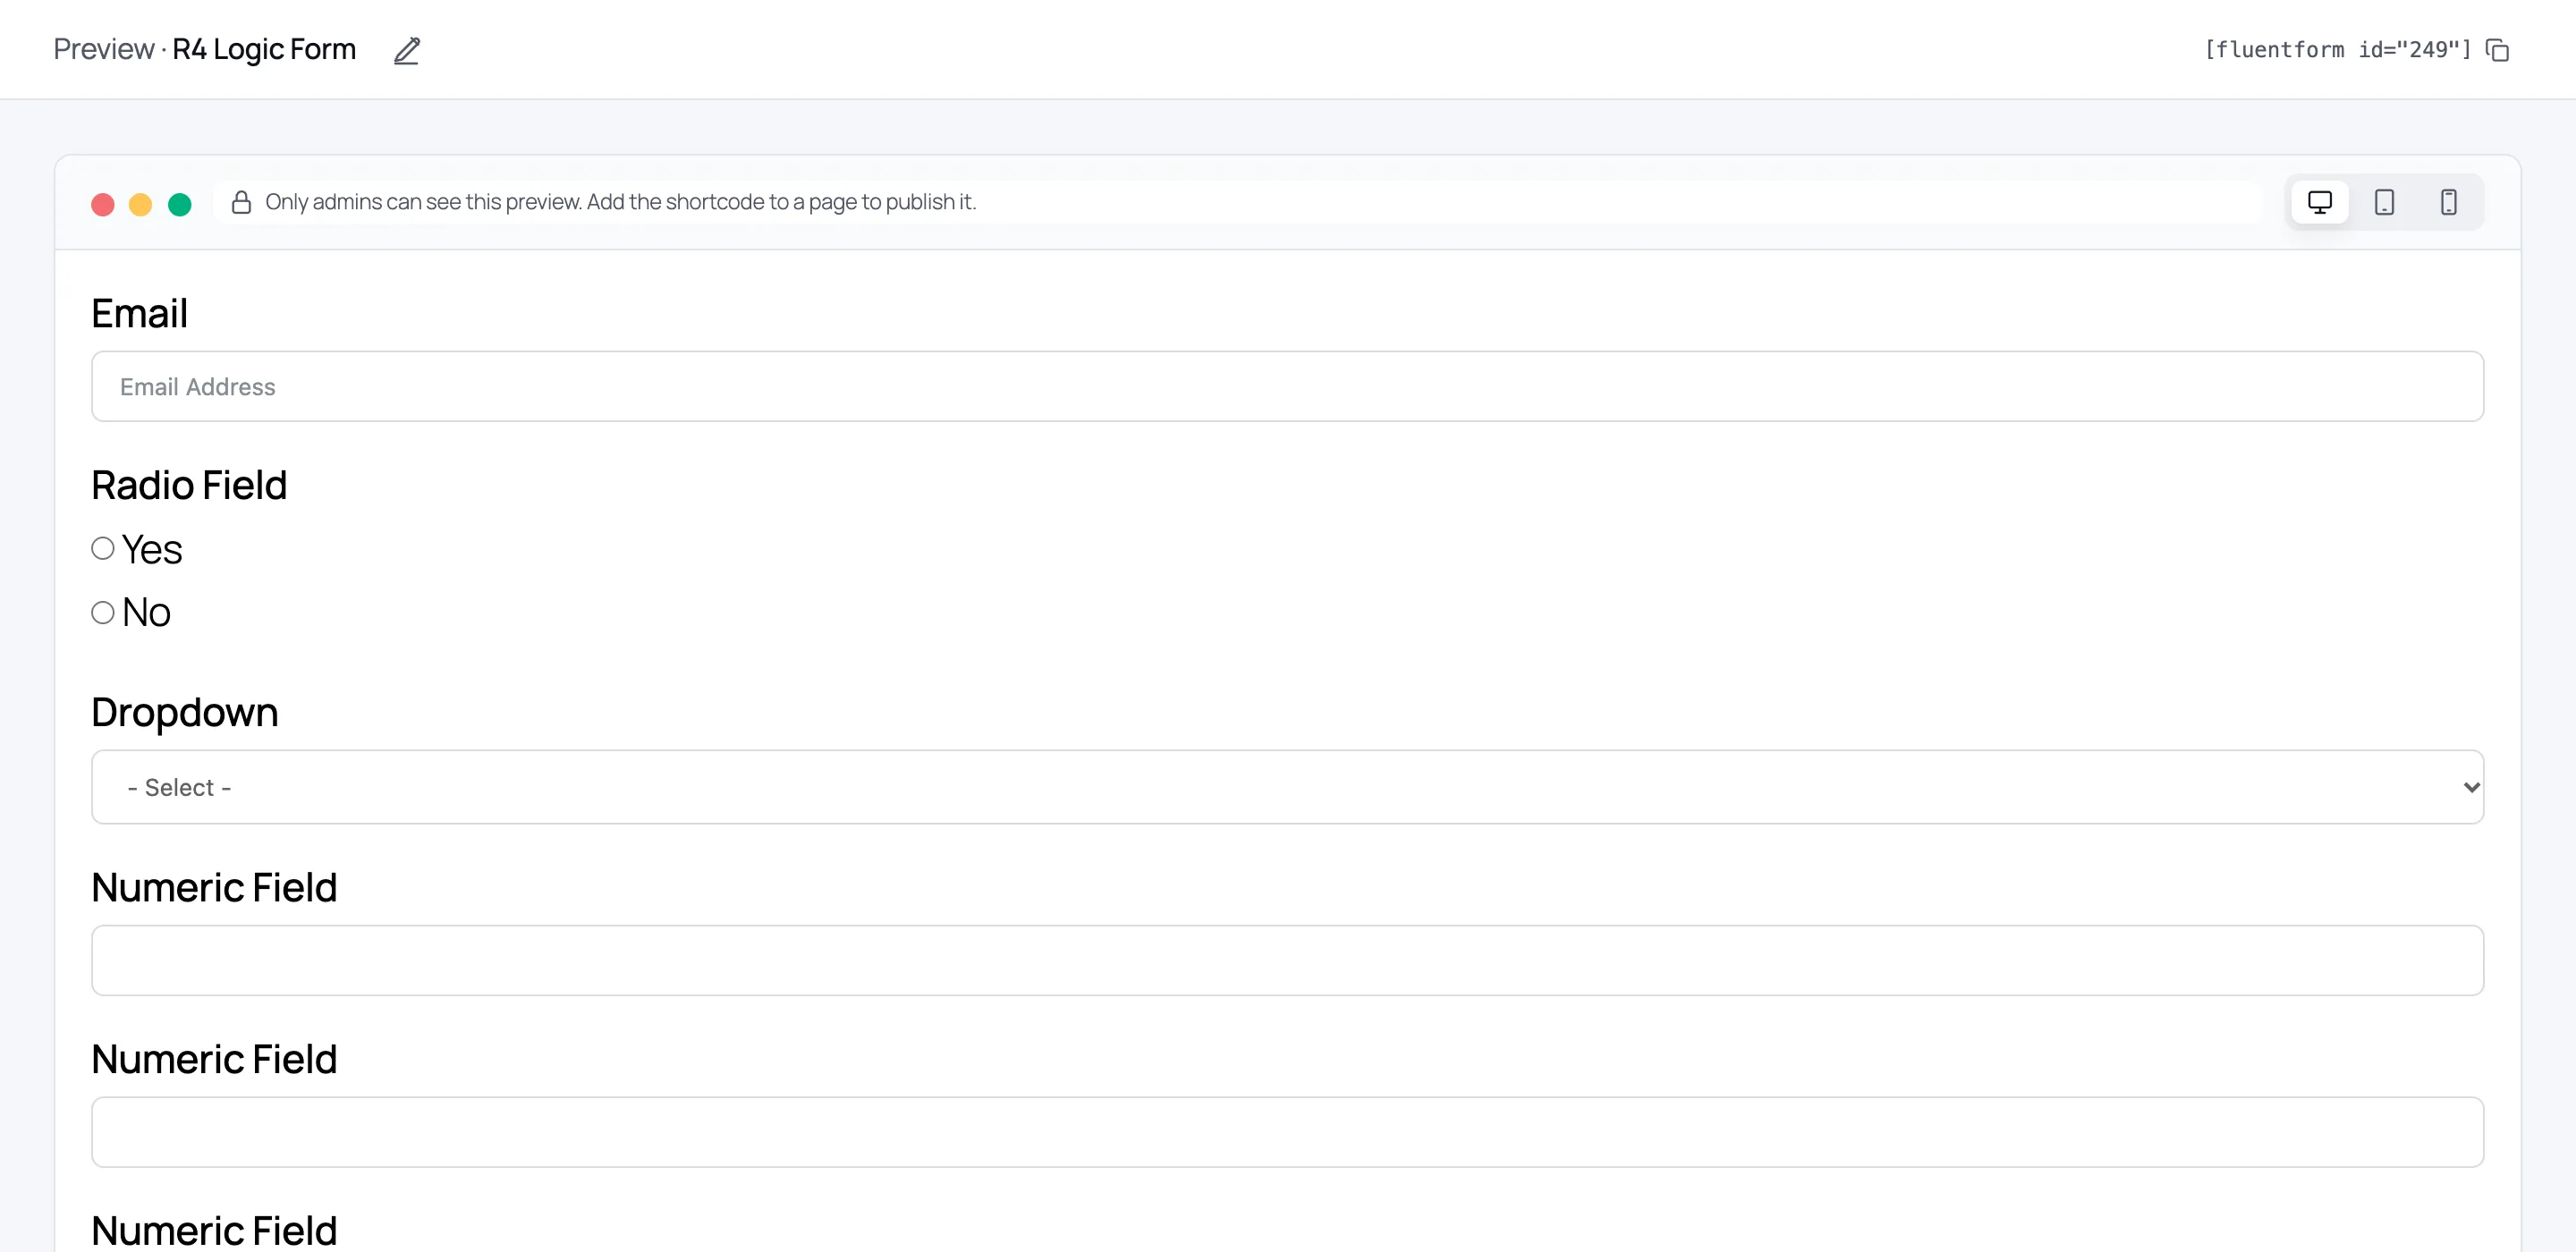 Preview · R4 Logic Form
[fluentform id="249"]
Only admins can see this preview. Add the shortcode to a page to publish it.
Email
Email Address
Radio Field
Yes
No
Dropdown
- Select -
Numeric Field
Numeric Field
Numeric Field